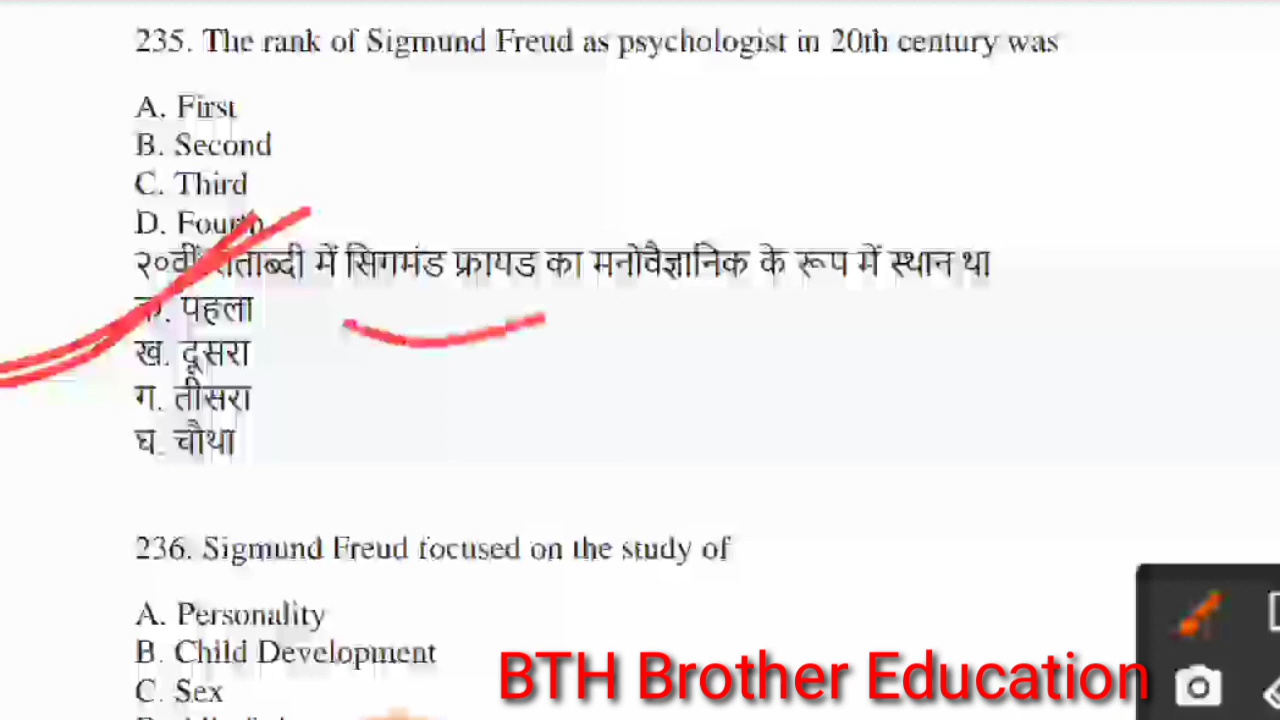 235. The rank of Sigmund Freud as psychologist in 20th century was
A. First
B. Second
C. Third
D. Fourth
२०वीं शताब्दी में सिगमंड फ्रायड का मनोवैज्ञानिक के रूप में स्थान था
क. पहला
ख. दूसरा
ग. तीसरा
घ. चौथा
236. Sigmund Freud focused on the study of
A. Personality
B. Child Development
C. Sex
BTH Brother Education